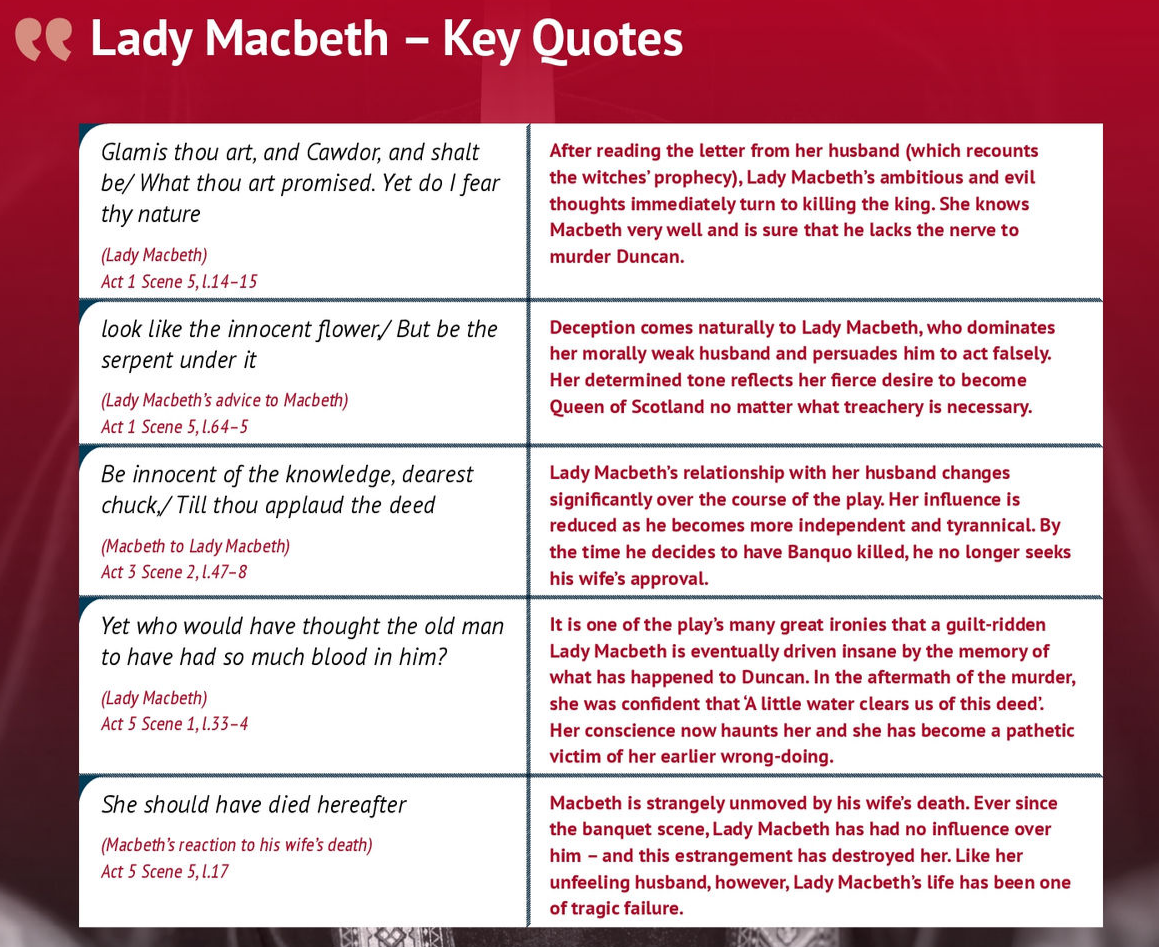 Lady Macbeth – Key Quotes
Glamis thou art, and Cawdor, and shalt
be/ What thou art promised. Yet do I fear
thy nature
(Lady Macbeth)
Act 1 Scene 5, l.14–15
After reading the letter from her husband (which recounts
the witches’ prophecy), Lady Macbeth’s ambitious and evil
thoughts immediately turn to killing the king. She knows
Macbeth very well and is sure that he lacks the nerve to
murder Duncan.
look like the innocent flower,/ But be the
serpent under it
(Lady Macbeth’s advice to Macbeth)
Act 1 Scene 5, l.64–5
Deception comes naturally to Lady Macbeth, who dominates
her morally weak husband and persuades him to act falsely.
Her determined tone reflects her fierce desire to become
Queen of Scotland no matter what treachery is necessary.
Be innocent of the knowledge, dearest
chuck,/ Till thou applaud the deed
(Macbeth to Lady Macbeth)
Act 3 Scene 2, l.47–8
Lady Macbeth’s relationship with her husband changes
significantly over the course of the play. Her influence is
reduced as he becomes more independent and tyrannical. By
the time he decides to have Banquo killed, he no longer seeks
his wife’s approval.
Yet who would have thought the old man
to have had so much blood in him?
(Lady Macbeth)
Act 5 Scene 1, l.33–4
It is one of the play’s many great ironies that a guilt-ridden
Lady Macbeth is eventually driven insane by the memory of
what has happened to Duncan. In the aftermath of the murder,
she was confident that ‘A little water clears us of this deed’.
Her conscience now haunts her and she has become a pathetic
victim of her earlier wrong-doing.
She should have died hereafter
(Macbeth’s reaction to his wife’s death)
Act 5 Scene 5, l.17
Macbeth is strangely unmoved by his wife’s death. Ever since
the banquet scene, Lady Macbeth has had no influence over
him – and this estrangement has destroyed her. Like her
unfeeling husband, however, Lady Macbeth’s life has been one
of tragic failure.